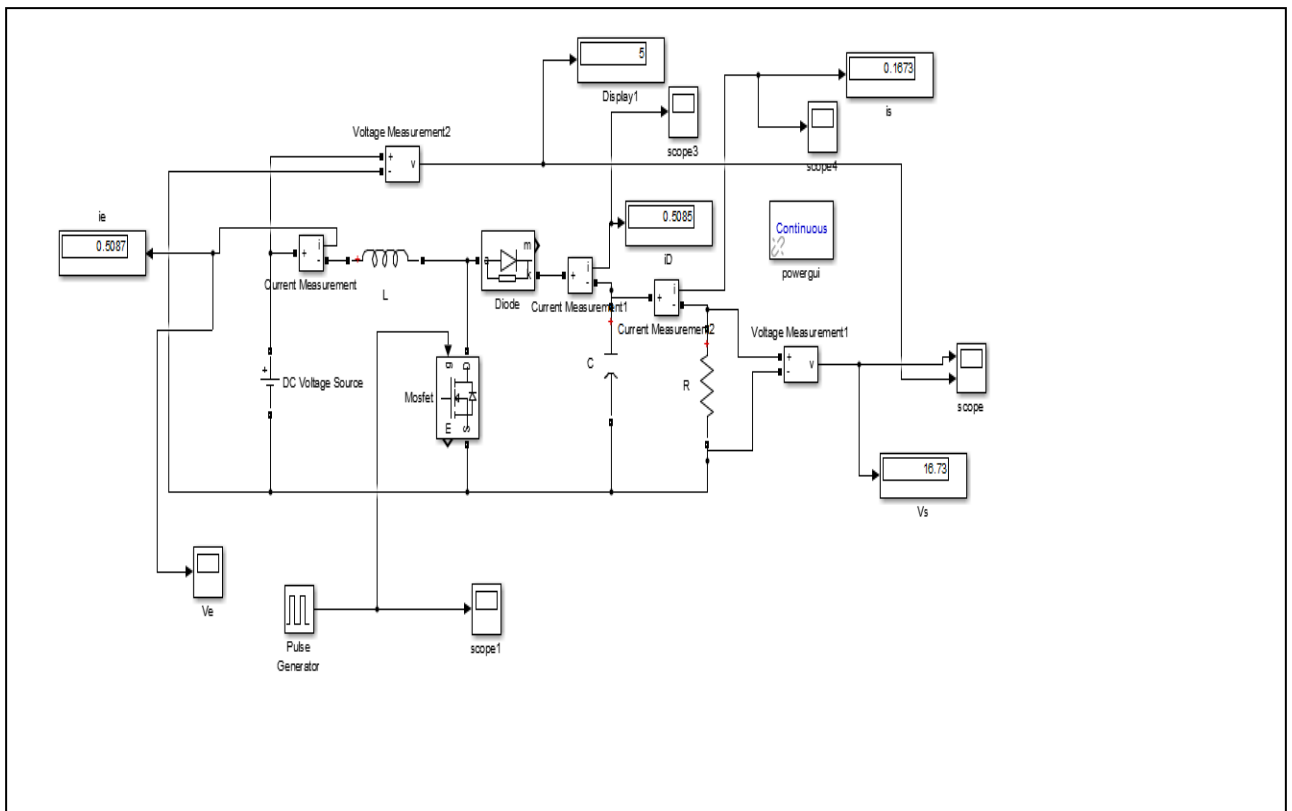 5
Display1
0.1673
is
scope3
scope4
Voltage Measurement2
+
-
v
ie
0.5087
+
-
i
Current Measurement
L
a
m
k
Diode
+
i
-
Current Measurement1
0.5085
iD
Continuous
powergui
+
i
-
Current Measurement2
Voltage Measurement1
+
-
v
scope
+
DC Voltage Source
Mosfet
g
D
m
S
+
C
+
R
16.73
Vs
Ve
Pulse
Generator
scope1